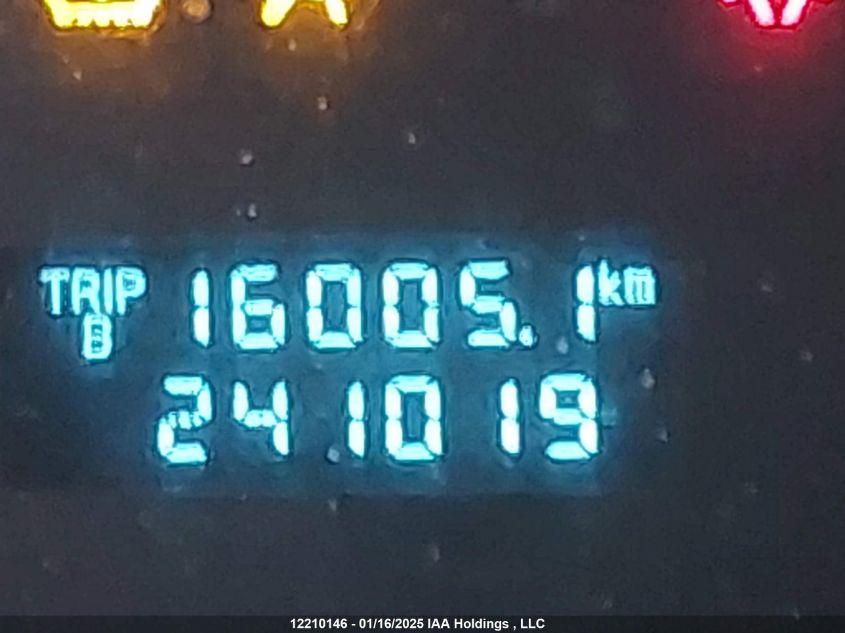 TRIP B 16005.1 km
241019
12210146 - 01/16/2025 IAA Holdings , LLC